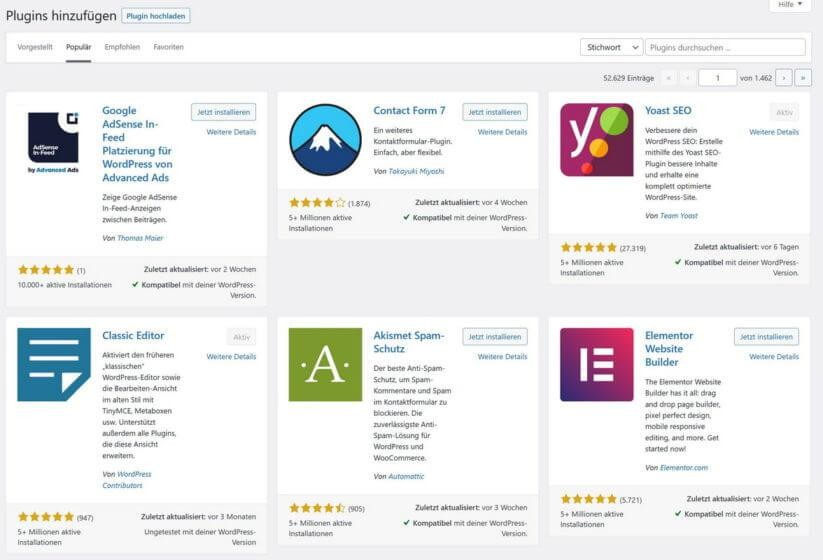 Hilfe ▼
Plugins hinzufügen
Plugin hochladen
Vorgestellt
Populär
Empfohlen
Favoriten
Stichwort
Plugins durchsuchen ...
52.629 Einträge
«
‹
1
von 1.462
›
»
AdSense
In-Feed
by Advanced Ads
Google
AdSense In-
Feed
Platzierung für
WordPress von
Advanced Ads
Zeige Google AdSense
In-Feed-Anzeigen
zwischen Beiträgen.
Von Thomas Maier
Jetzt installieren
Weitere Details
(1)
10.000+ aktive Installationen
Zuletzt aktualisiert: vor 2 Wochen
Kompatibel mit deiner WordPress-
Version.
Contact Form 7
Ein weiteres
Kontaktformular-Plugin.
Einfach, aber flexibel.
Von Takayuki Miyoshi
Jetzt installieren
Weitere Details
(1.874)
5+ Millionen aktive
Installationen
Zuletzt aktualisiert: vor 4 Wochen
Kompatibel mit deiner WordPress-
Version.
y
Yoast SEO
Verbessere dein
WordPress SEO: Erstelle
mithilfe des Yoast SEO-
Plugin bessere Inhalte
und erhalte eine
komplett optimierte
WordPress-Site.
Von Team Yoast
Aktiv
Weitere Details
(27.319)
5+ Millionen aktive
Installationen
Zuletzt aktualisiert: vor 6 Tagen
Kompatibel mit deiner WordPress-
Version.
Classic Editor
Aktiviert den früheren
„klassischen"
WordPress-Editor sowie
die Bearbeiten-Ansicht
im alten Stil mit
TinyMCE, Metaboxen
usw. Unterstützt
außerdem alle Plugins,
die diese Ansicht
erweitern.
Von WordPress
Contributors
Aktiv
Weitere Details
(947)
5+ Millionen aktive
Installationen
Zuletzt aktualisiert: vor 3 Monaten
Ungetestet mit deiner WordPress-
Version
A
Akismet Spam-
Schutz
Der beste Anti-Spam-
Schutz, um Spam-
Kommentare und Spam
im Kontaktformular zu
blockieren. Die
zuverlässigste Anti-
Spam-Lösung für
WordPress und
WooCommerce.
Von Automattic
Jetzt installieren
Weitere Details
(905)
5+ Millionen aktive
Installationen
Zuletzt aktualisiert: vor 3 Wochen
Kompatibel mit deiner WordPress-
Version.
Elementor
Website
Builder
The Elementor Website
Builder has it all: drag
and drop page builder,
pixel perfect design,
mobile responsive
editing, and more. Get
started now!
Von Elementor.com
Jetzt installieren
Weitere Details
(5.721)
5+ Millionen aktive
Installationen
Zuletzt aktualisiert: vor 2 Wochen
Kompatibel mit deiner WordPress-
Version.